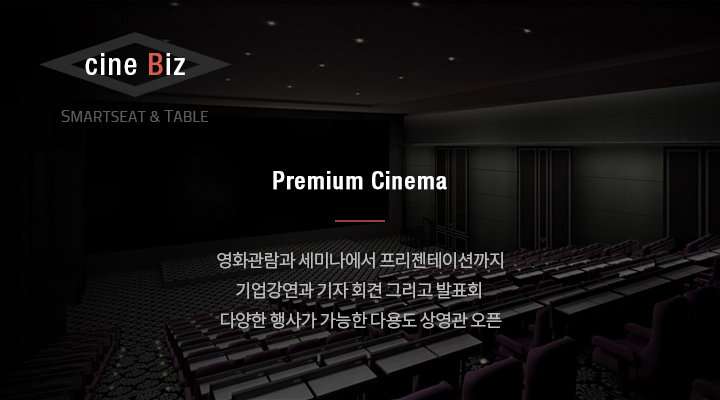 cine Biz
SMARTSEAT & TABLE
Premium Cinema
영화관람과 세미나에서 프리젠테이션까지
기업강연과 기자 회견 그리고 발표회
다양한 행사가 가능한 다용도 상영관 오픈